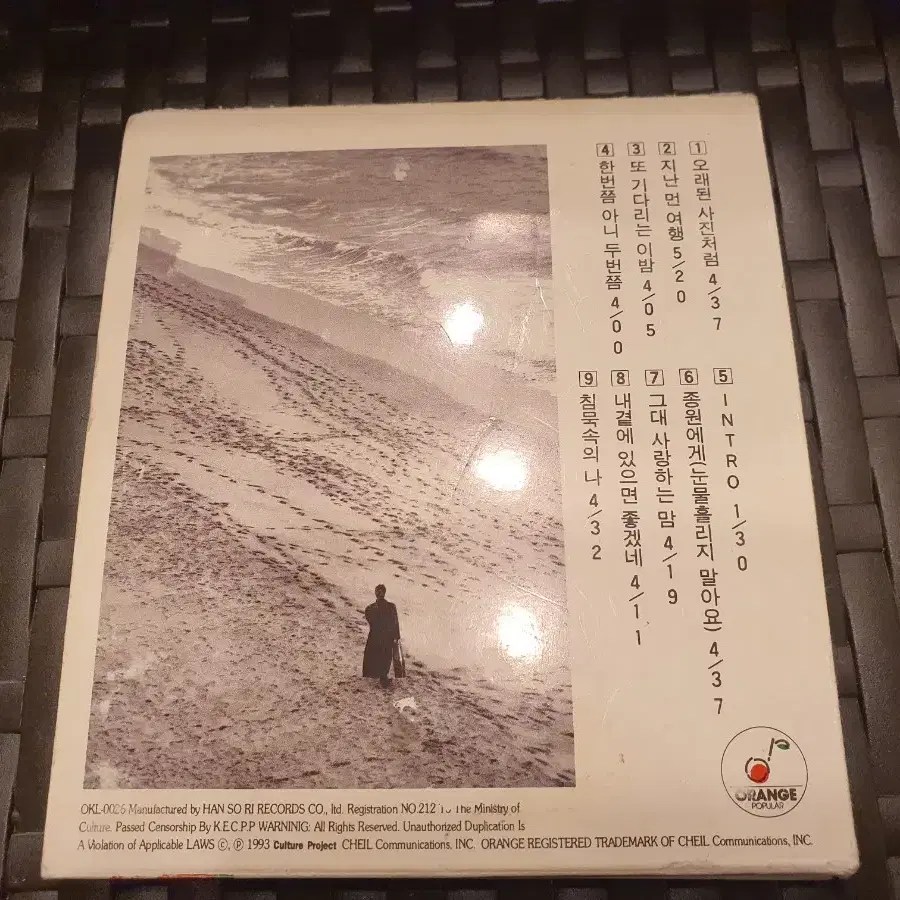 1 오래된 사진처럼 4/37
2 지난 먼 여행 5/20
3 또 기다리는 이밤 4/05
4 한번쯤 아니 두번쯤 4/00
5 INTRO 1/30
6 종원에게(눈물흘리지 말아요) 4/37
7 그대 사랑하는 맘 4/19
8 내곁에 있으면 좋겠네 4/11
9 침묵속의 나 4/32
ORANGE
POPULAR
OKL-0026 Manufactured by HAN SO RI RECORDS CO., ltd. Registration NO.212 To The Ministry of
Culture. Passed Censorship By K.E.C.P.P WARNING: All Rights Reserved. Unauthorized Duplication Is
A Violation of Applicable LAWS ⓒ, ⓟ 1993 Culture Project CHEIL Communications, INC. ORANGE REGISTERED TRADEMARK OF CHEIL Communications, INC.